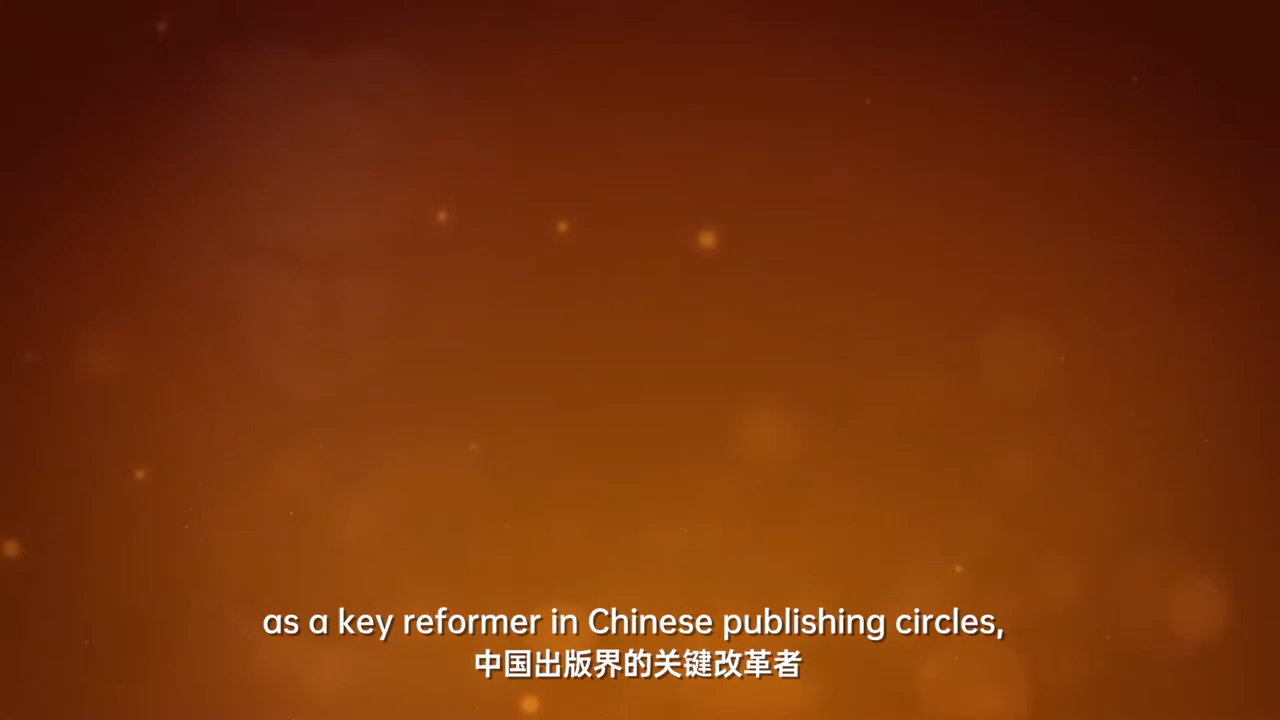 as a key reformer in Chinese publishing circles,
中国出版界的关键改革者